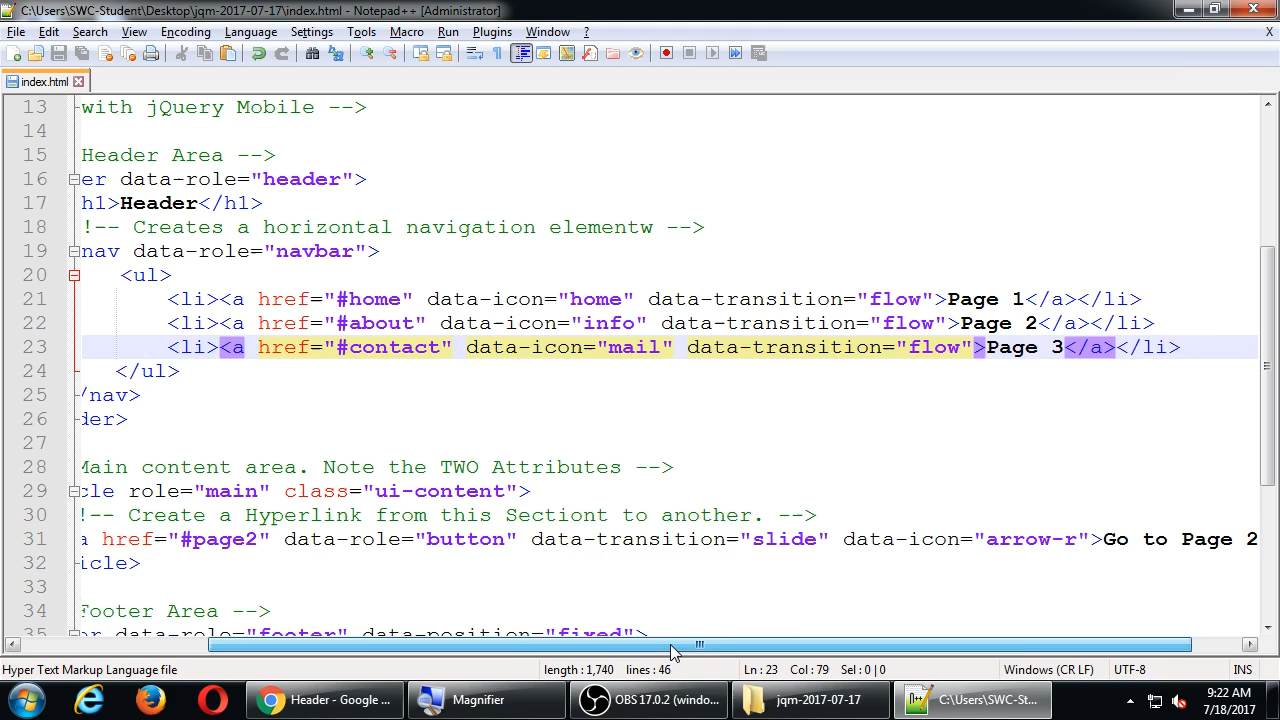 C:\Users\SWC-Student\Desktop\jqm-2017-07-17\index.html - Notepad++ [Administrator]
File Edit Search View Encoding Language Settings Tools Macro Run Plugins Window ? X
index.html
13 with jQuery Mobile -->
14
15 Header Area -->
16 er data-role="header">
17 h1>Header</h1>
18 !-- Creates a horizontal navigation elementw -->
19 nav data-role="navbar">
20 <ul>
21 <li><a href="#home" data-icon="home" data-transition="flow">Page 1</a></li>
22 <li><a href="#about" data-icon="info" data-transition="flow">Page 2</a></li>
23 <li><a href="#contact" data-icon="mail" data-transition="flow">Page 3</a></li>
24 </ul>
25 /nav>
26 der>
27
28 Main content area. Note the TWO Attributes -->
29 cle role="main" class="ui-content">
30 !-- Create a Hyperlink from this Sectiont to another. -->
31 a href="#page2" data-role="button" data-transition="slide" data-icon="arrow-r">Go to Page 2
32 icle>
33
34 Footer Area -->
35 er data-role="footer" data-position="fixed">
Hyper Text Markup Language file length : 1,740 lines : 46 Ln : 23 Col : 79 Sel : 0 | 0 Windows (CR LF) UTF-8 INS
Header - Google ... Magnifier OBS 17.0.2 (windo... jqm-2017-07-17 C:\Users\SWC-St... 9:22 AM
7/18/2017